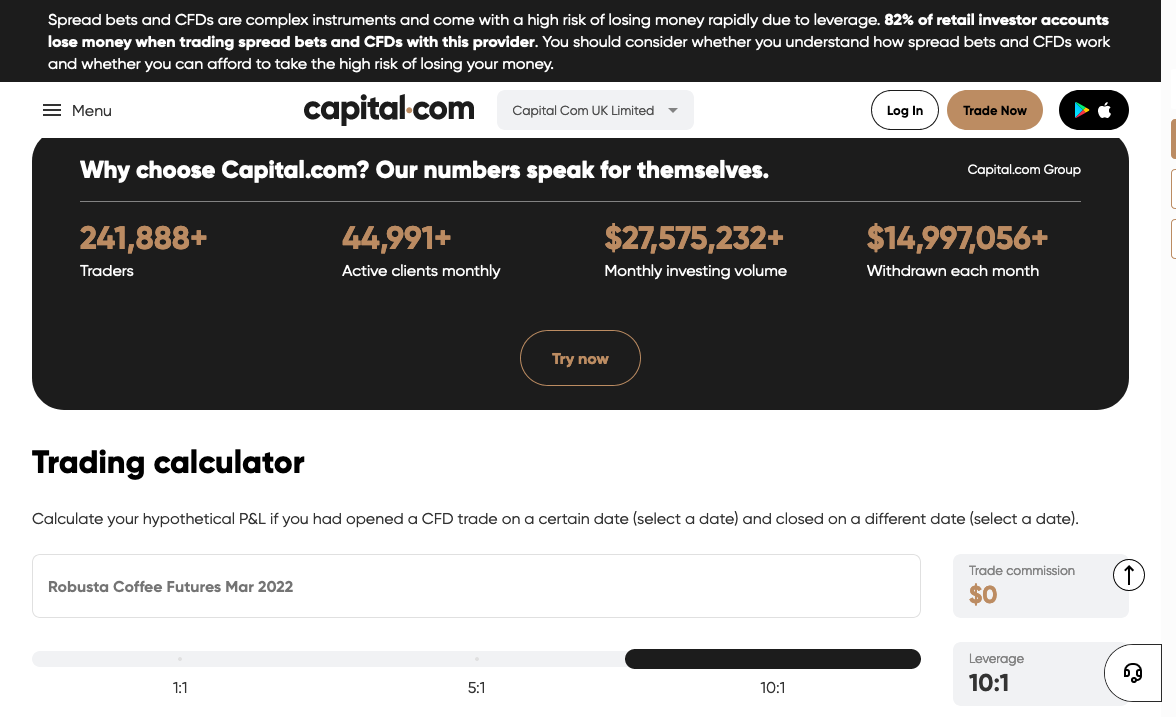 Spread bets and CFDs are complex instruments and come with a high risk of losing money rapidly due to leverage. 82% of retail investor accounts
lose money when trading spread bets and CFDs with this provider. You should consider whether you understand how spread bets and CFDs work
and whether you can afford to take the high risk of losing your money.
Menu
capital.com
Capital Com UK Limited
Log In
Trade Now
Why choose Capital.com? Our numbers speak for themselves.
Capital.com Group
241,888+
Traders
44,991+
Active clients monthly
$27,575,232+
Monthly investing volume
$14,997,056+
Withdrawn each month
Try now
Trading calculator
Calculate your hypothetical P&L if you had opened a CFD trade on a certain date (select a date) and closed on a different date (select a date).
Robusta Coffee Futures Mar 2022
Trade commission
$0
1:1
5:1
10:1
Leverage
10:1